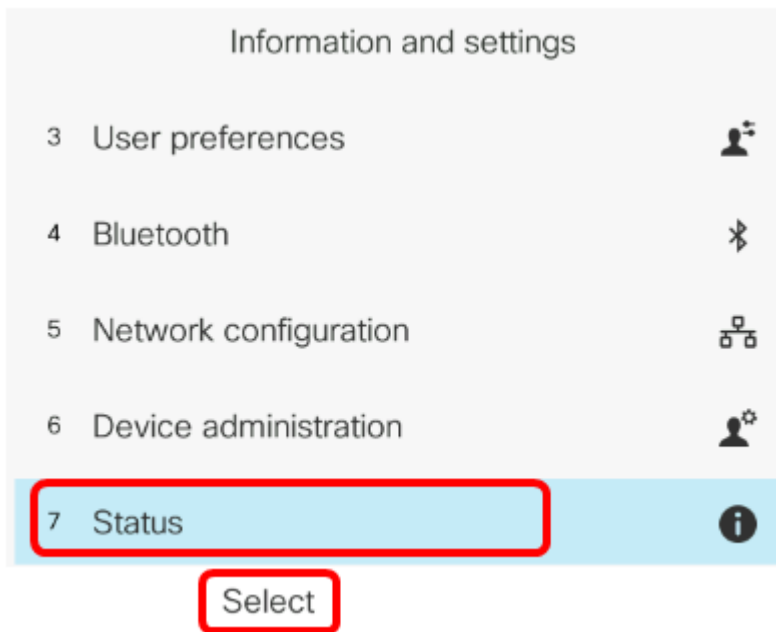 Information and settings
3 User preferences
4 Bluetooth
5 Network configuration
6 Device administration
7 Status
Select